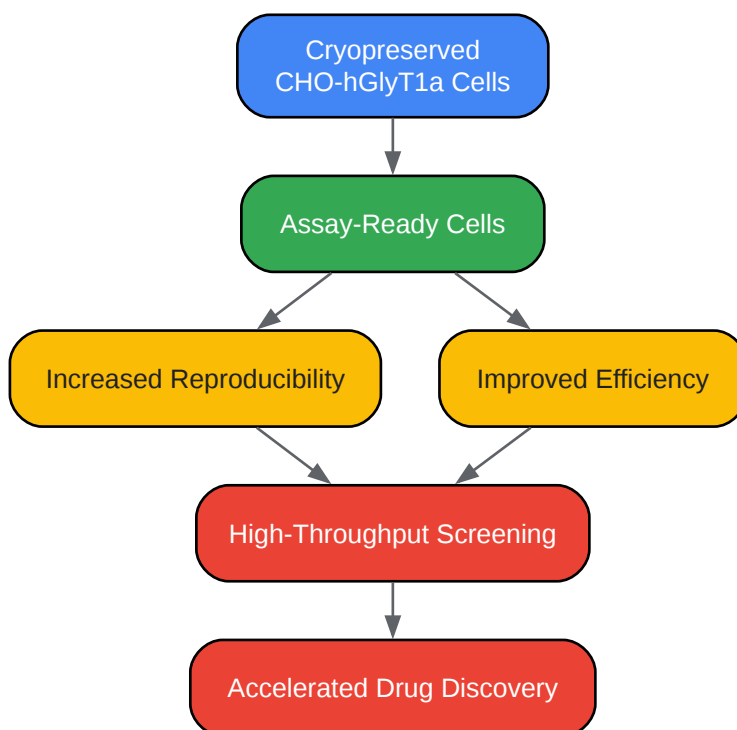 Cryopreserved
CHO-hGlyT1a Cells
Assay-Ready Cells
Increased Reproducibility
Improved Efficiency
High-Throughput Screening
Accelerated Drug Discovery